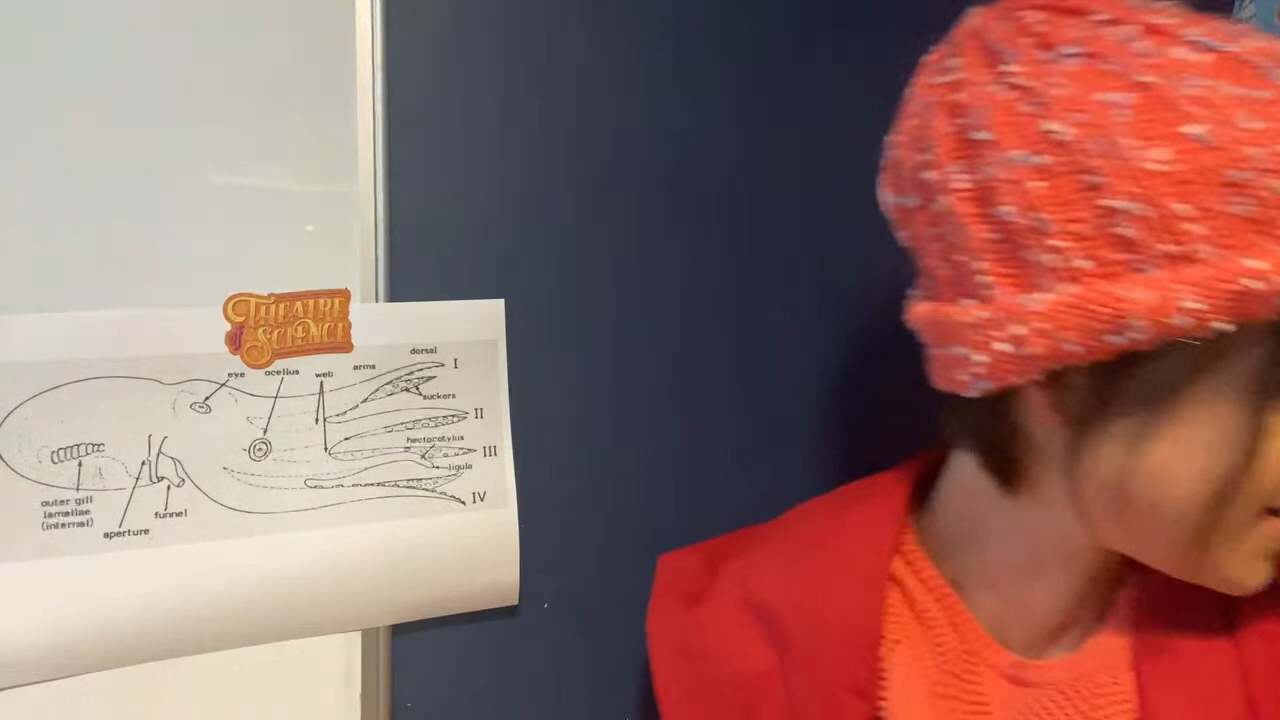 THEATRE
of SCIENCE
dorsal
I
eye
ocellus
web
arms
suckers
II
hectocotylus
III
ligula
IV
outer gill
lamellae
(internal)
aperture
funnel